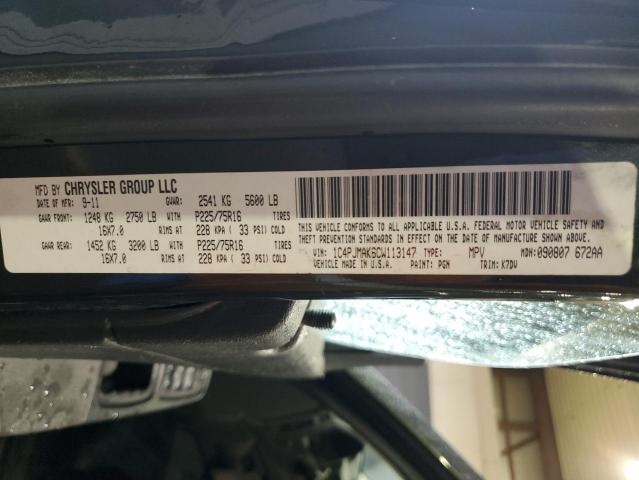 MFD BY CHRYSLER GROUP LLC
DATE OF MFR: 9-11 GVWR: 2541 KG 5600 LB
GAWR FRONT: 1248 KG 2750 LB WITH P225/75R16 TIRES
16X7.0 RIMS AT 228 KPA ( 33 PSI) COLD
GAWR REAR: 1452 KG 3200 LB WITH P225/75R16 TIRES
16X7.0 RIMS AT 228 KPA ( 33 PSI) COLD
THIS VEHICLE CONFORMS TO ALL APPLICABLE U.S.A. FEDERAL MOTOR VEHICLE SAFETY AND
THEFT PREVENTION STANDARDS IN EFFECT ON THE DATE OF MANUFACTURE SHOWN ABOVE.
VIN: 1C4PJMAK6CW113147 TYPE: MPV MDH: 090807 672AA
VEHICLE MADE IN U.S.A. PAINT: PGN TRIM: K7DV